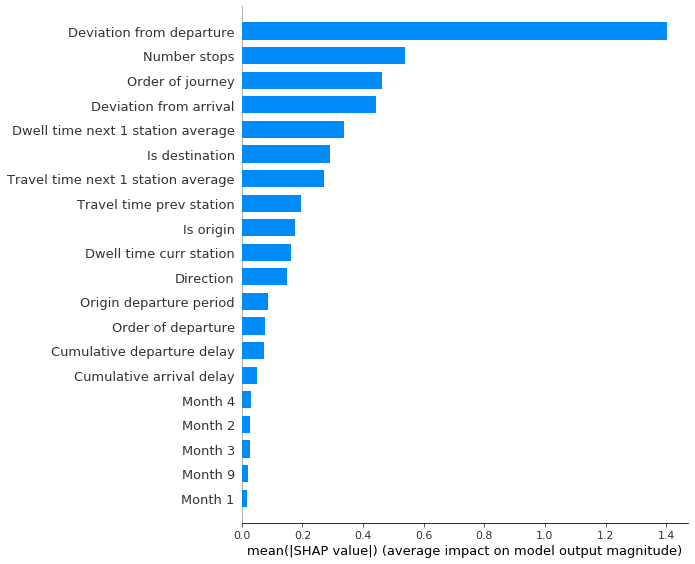 Deviation from departure
Number stops
Order of journey
Deviation from arrival
Dwell time next 1 station average
Is destination
Travel time next 1 station average
Travel time prev station
Is origin
Dwell time curr station
Direction
Origin departure period
Order of departure
Cumulative departure delay
Cumulative arrival delay
Month 4
Month 2
Month 3
Month 9
Month 1
0.0 0.2 0.4 0.6 0.8 1.0 1.2 1.4
mean(|SHAP value|) (average impact on model output magnitude)